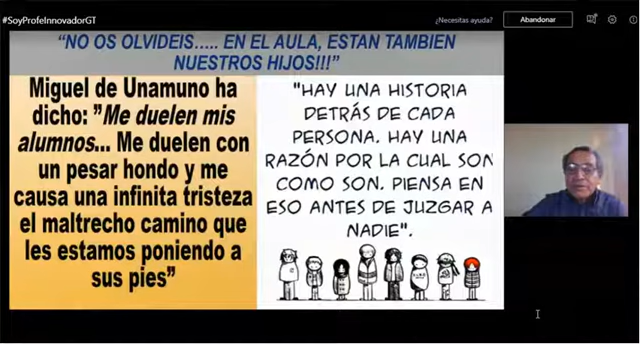 #SoyProfeInnovadorGT
¿Necesitas ayuda?
Abandonar
“NO OS OLVIDEIS..... EN EL AULA, ESTAN TAMBIEN
NUESTROS HIJOS!!!”
Miguel de Unamuno ha
dicho: ”Me duelen mis
alumnos... Me duelen con
un pesar hondo y me
causa una infinita tristeza
el maltrecho camino que
les estamos poniendo a
sus pies”
"HAY UNA HISTORIA
DETRÁS DE CADA
PERSONA. HAY UNA
RAZÓN POR LA CUAL SON
COMO SON. PIENSA EN
ESO ANTES DE JUZGAR A
NADIE".